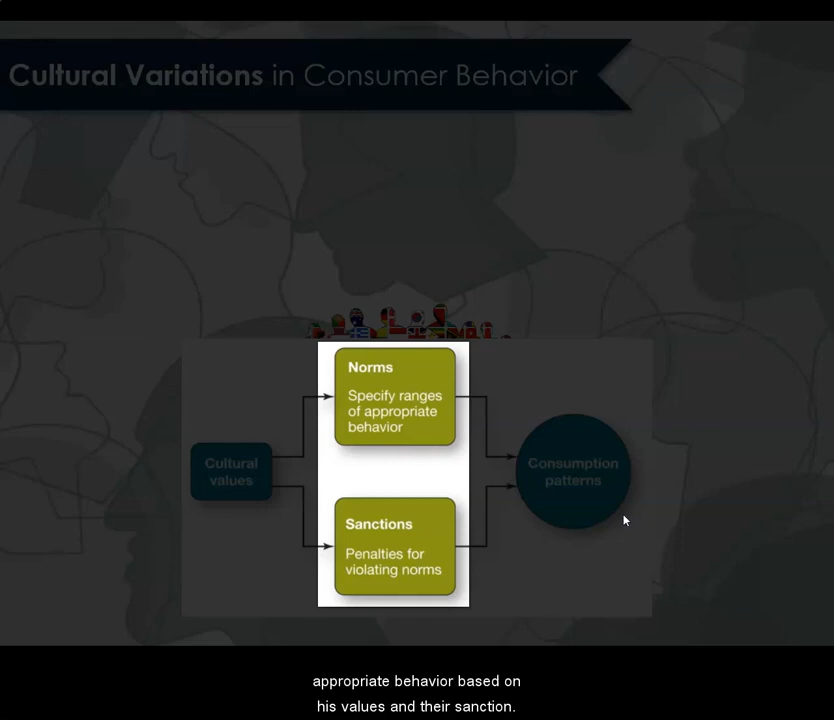 Cultural Variations in Consumer Behavior
Norms
Specify ranges
of appropriate
behavior
Cultural
values
Consumption
patterns
Sanctions
Penalties for
violating norms
appropriate behavior based on
his values and their sanction.